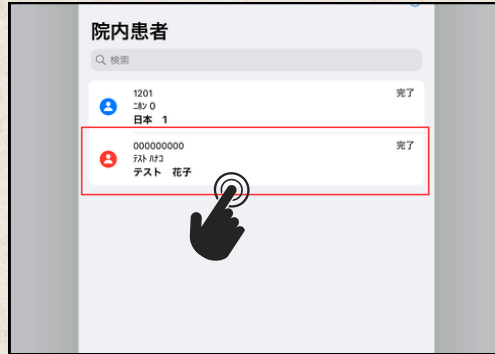 院内患者
検索
1201
完了
ﾆﾎﾝ 0
日本 1
000000000
完了
ﾃｽﾄ ﾊﾅｺ
テスト 花子